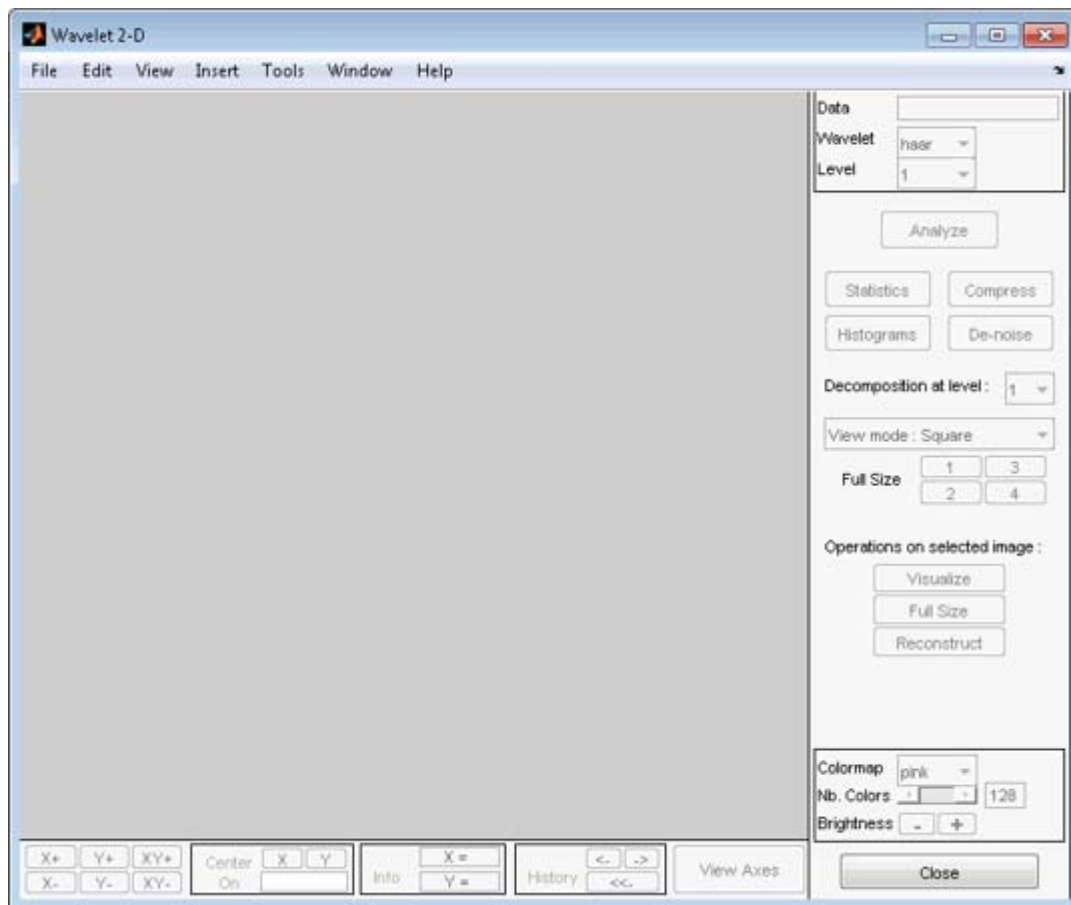 Wavelet 2-D
File Edit View Insert Tools Window Help
Data
Wavelet haar
Level 1
Analyze
Statistics Compress
Histograms De-noise
Decomposition at level : 1
View mode : Square
Full Size 1 3
2 4
Operations on selected image :
Visualize
Full Size
Reconstruct
Colormap pink
Nb. Colors 128
Brightness - +
X+ Y+ XY+ Center X Y Info X = History <- -> View Axes
X- Y- XY- On Y = <<-
Close